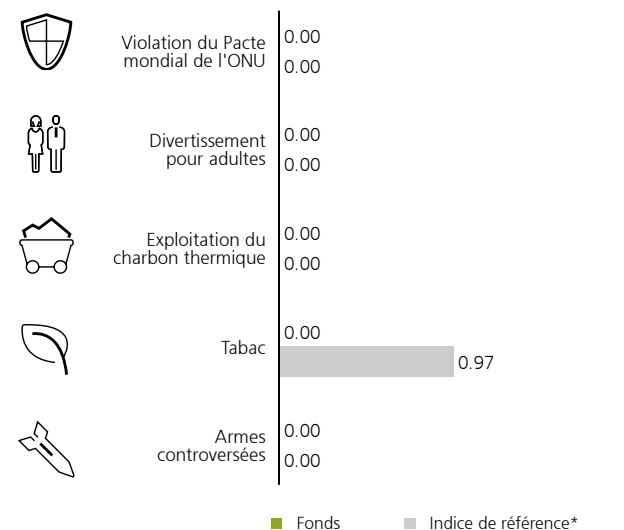 Violation du Pacte
mondial de l'ONU
0.00
0.00
Divertissement
pour adultes
0.00
0.00
Exploitation du
charbon thermique
0.00
0.00
Tabac
0.00
0.97
Armes
controversées
0.00
0.00
Fonds
Indice de référence*